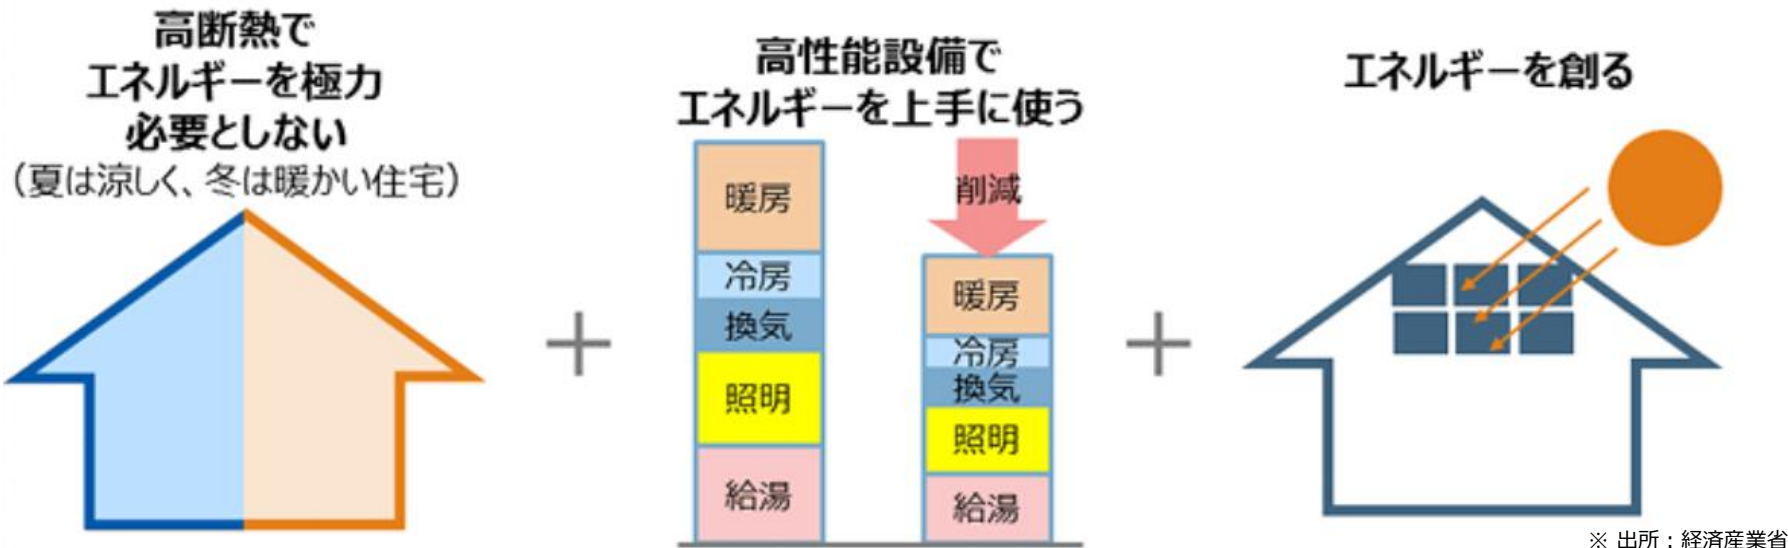 高断熱で
エネルギーを極力
必要としない
（夏は涼しく、冬は暖かい住宅）
高性能設備で
エネルギーを上手に使う
暖房
冷房
換気
照明
給湯
削減
暖房
冷房
換気
照明
給湯
エネルギーを創る
※ 出所：経済産業省